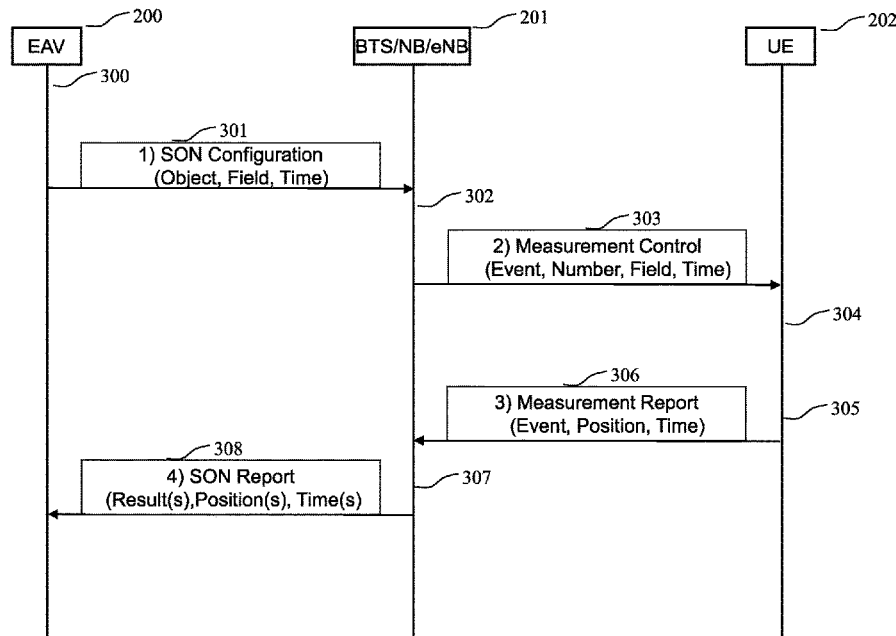 200
201
202
EAV
BTS/NB/eNB
UE
300
301
1) SON Configuration
(Object, Field, Time)
302
303
2) Measurement Control
(Event, Number, Field, Time)
304
306
3) Measurement Report
(Event, Position, Time)
305
308
4) SON Report
(Result(s),Position(s), Time(s)
307